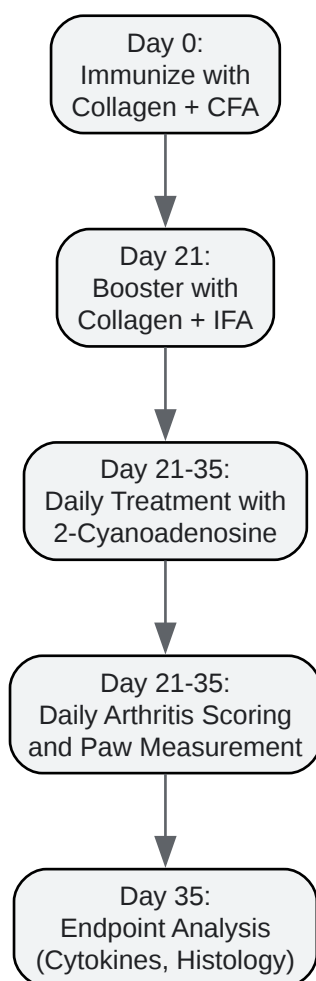 Day 0:
Immunize with
Collagen + CFA
Day 21:
Booster with
Collagen + IFA
Day 21-35:
Daily Treatment with
2-Cyanoadenosine
Day 21-35:
Daily Arthritis Scoring
and Paw Measurement
Day 35:
Endpoint Analysis
(Cytokines, Histology)